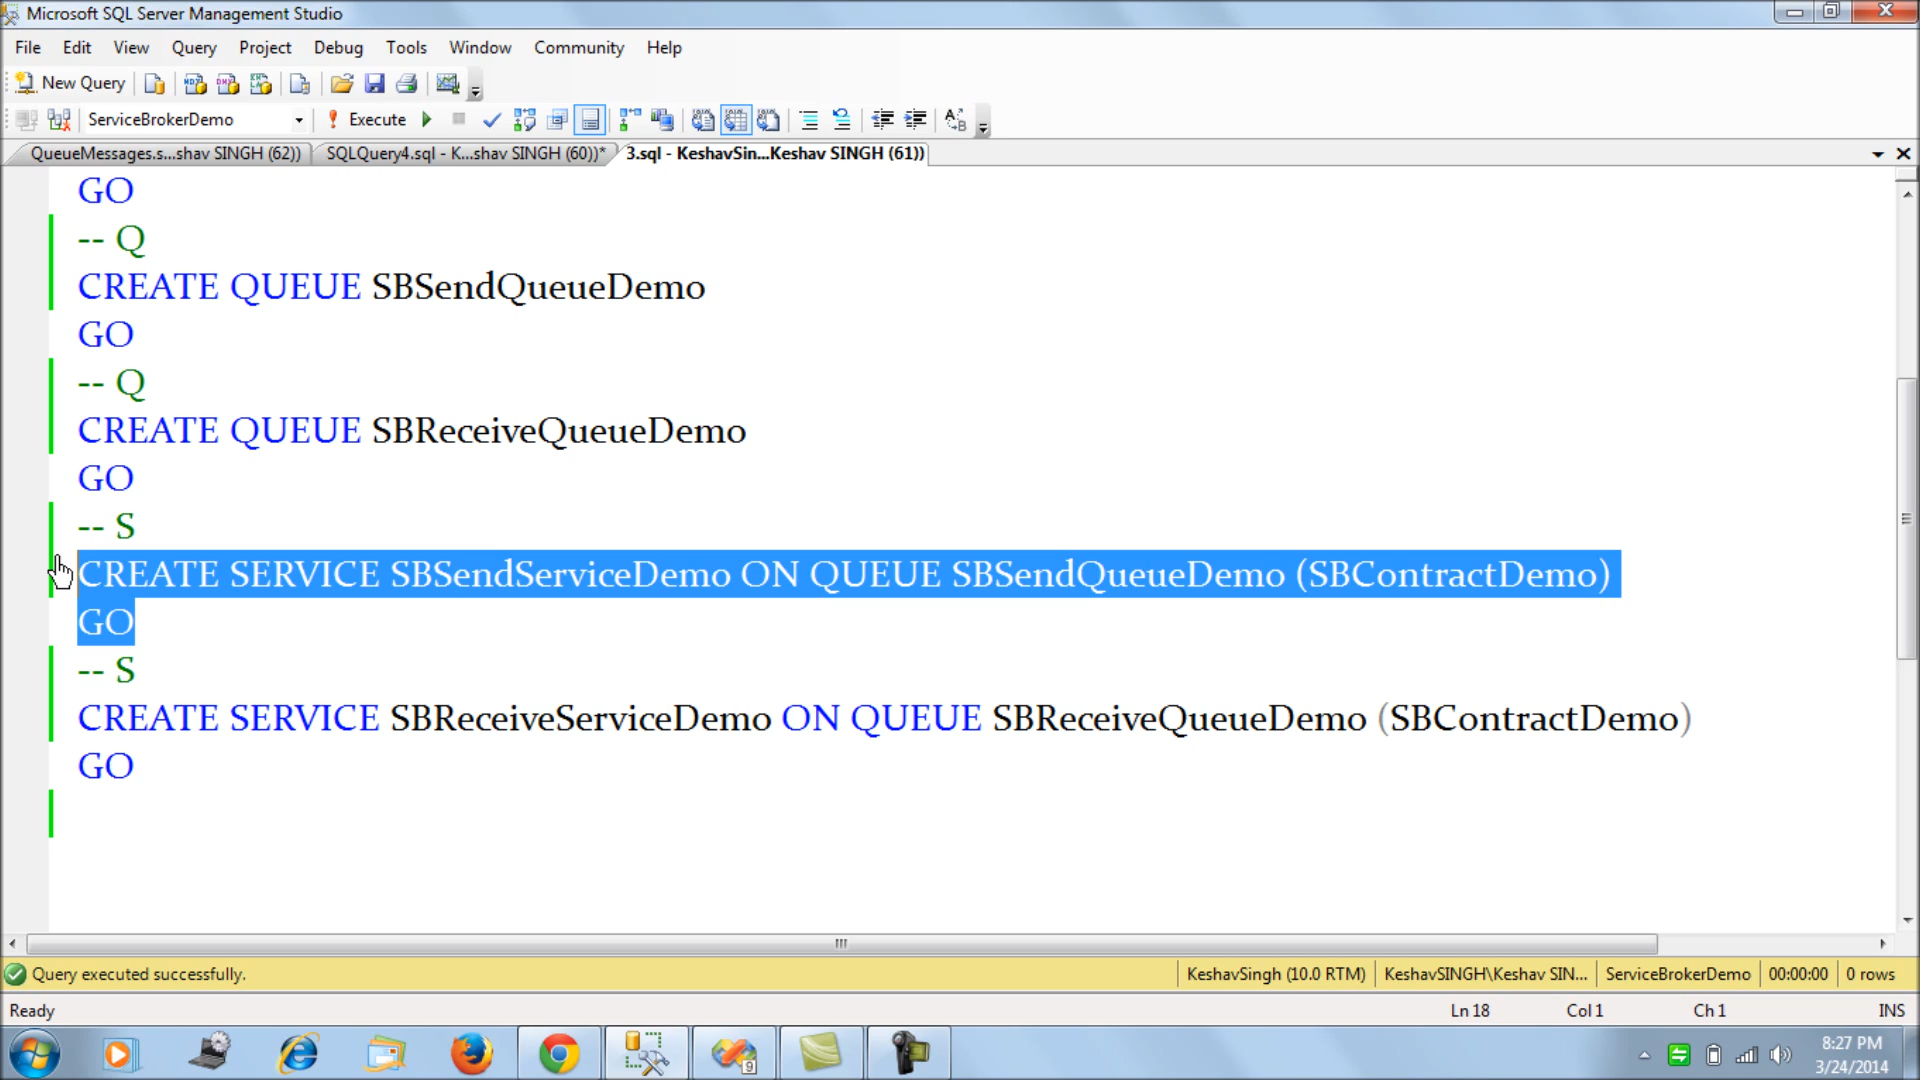 Microsoft SQL Server Management Studio
File Edit View Query Project Debug Tools Window Community Help
New Query
ServiceBrokerDemo Execute
QueueMessages.s...shav SINGH (62)) SQLQuery4.sql - K...shav SINGH (60))* 3.sql - KeshavSin...Keshav SINGH (61))
GO
-- Q
CREATE QUEUE SBSendQueueDemo
GO
-- Q
CREATE QUEUE SBReceiveQueueDemo
GO
-- S
CREATE SERVICE SBSendServiceDemo ON QUEUE SBSendQueueDemo (SBContractDemo)
GO
-- S
CREATE SERVICE SBReceiveServiceDemo ON QUEUE SBReceiveQueueDemo (SBContractDemo)
GO
Query executed successfully. KeshavSingh (10.0 RTM) KeshavSINGH\Keshav SIN... ServiceBrokerDemo 00:00:00 0 rows
Ready Ln 18 Col 1 Ch 1 INS
8:27 PM
3/24/2014